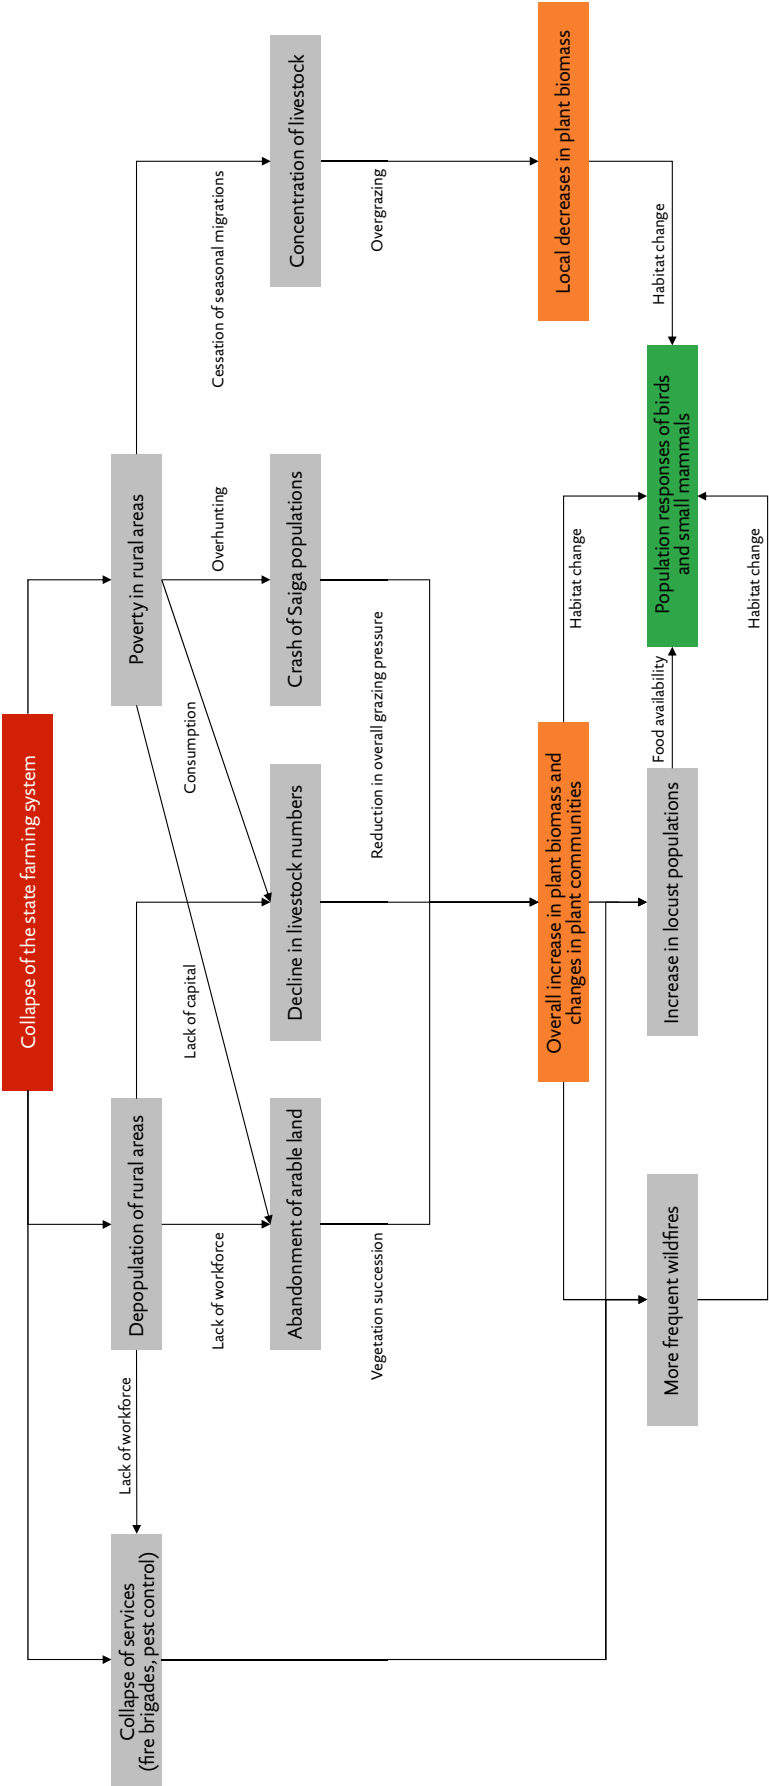 Collapse of the state farming system
Collapse of services
(fire brigades, pest control)
Lack of workforce
Depopulation of rural areas
Poverty in rural areas
Lack of workforce
Lack of capital
Consumption
Overhunting
Cessation of seasonal migrations
Abandonment of arable land
Decline in livestock numbers
Crash of Saiga populations
Concentration of livestock
Vegetation succession
Reduction in overall grazing pressure
Overgrazing
Overall increase in plant biomass and
changes in plant communities
Local decreases in plant biomass
Habitat change
Habitat change
More frequent wildfires
Increase in locust populations
Food availability
Population responses of birds
and small mammals
Habitat change